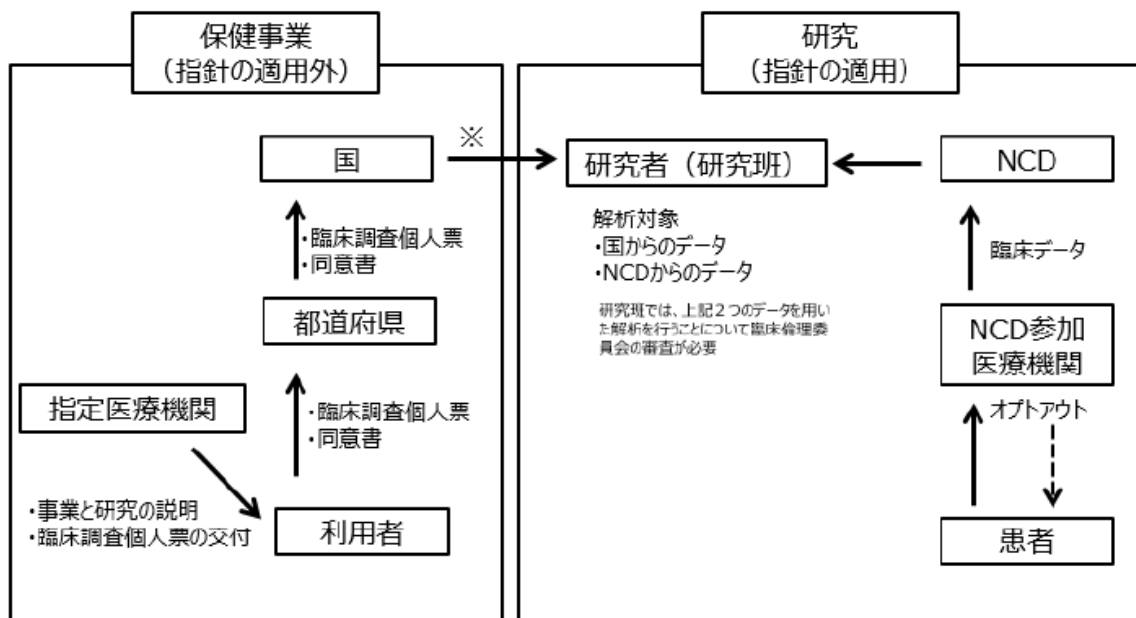 保健事業
（指針の適用外）
国
※
・臨床調査個人票
・同意書
都道府県
指定医療機関
・臨床調査個人票
・同意書
・事業と研究の説明
・臨床調査個人票の交付
利用者
研究
（指針の適用）
研究者（研究班）
NCD
解析対象
・国からのデータ
・NCDからのデータ
臨床データ
研究班では、上記２つのデータを用い
た解析を行うことについて臨床倫理委
員会の審査が必要
NCD参加
医療機関
オプトアウト
患者